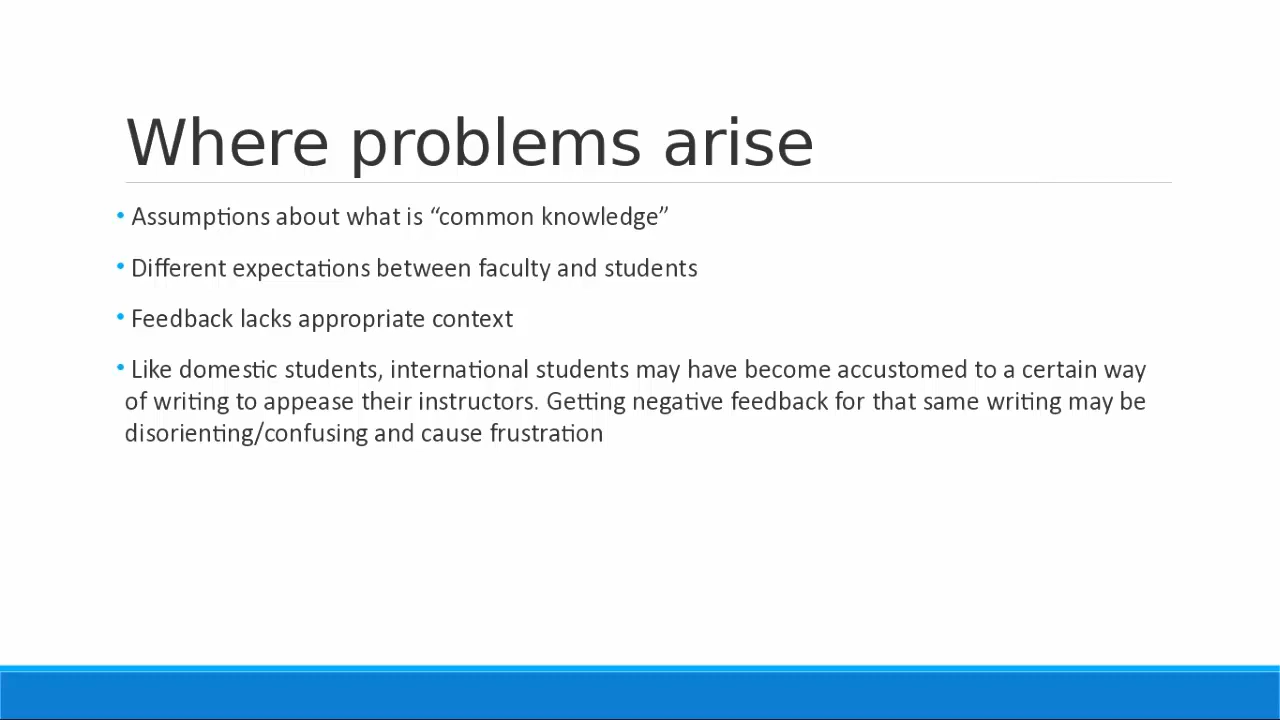 Where problems arise
• Assumptions about what is “common knowledge”
• Different expectations between faculty and students
• Feedback lacks appropriate context
• Like domestic students, international students may have become accustomed to a certain way
of writing to appease their instructors. Getting negative feedback for that same writing may be
disorienting/confusing and cause frustration